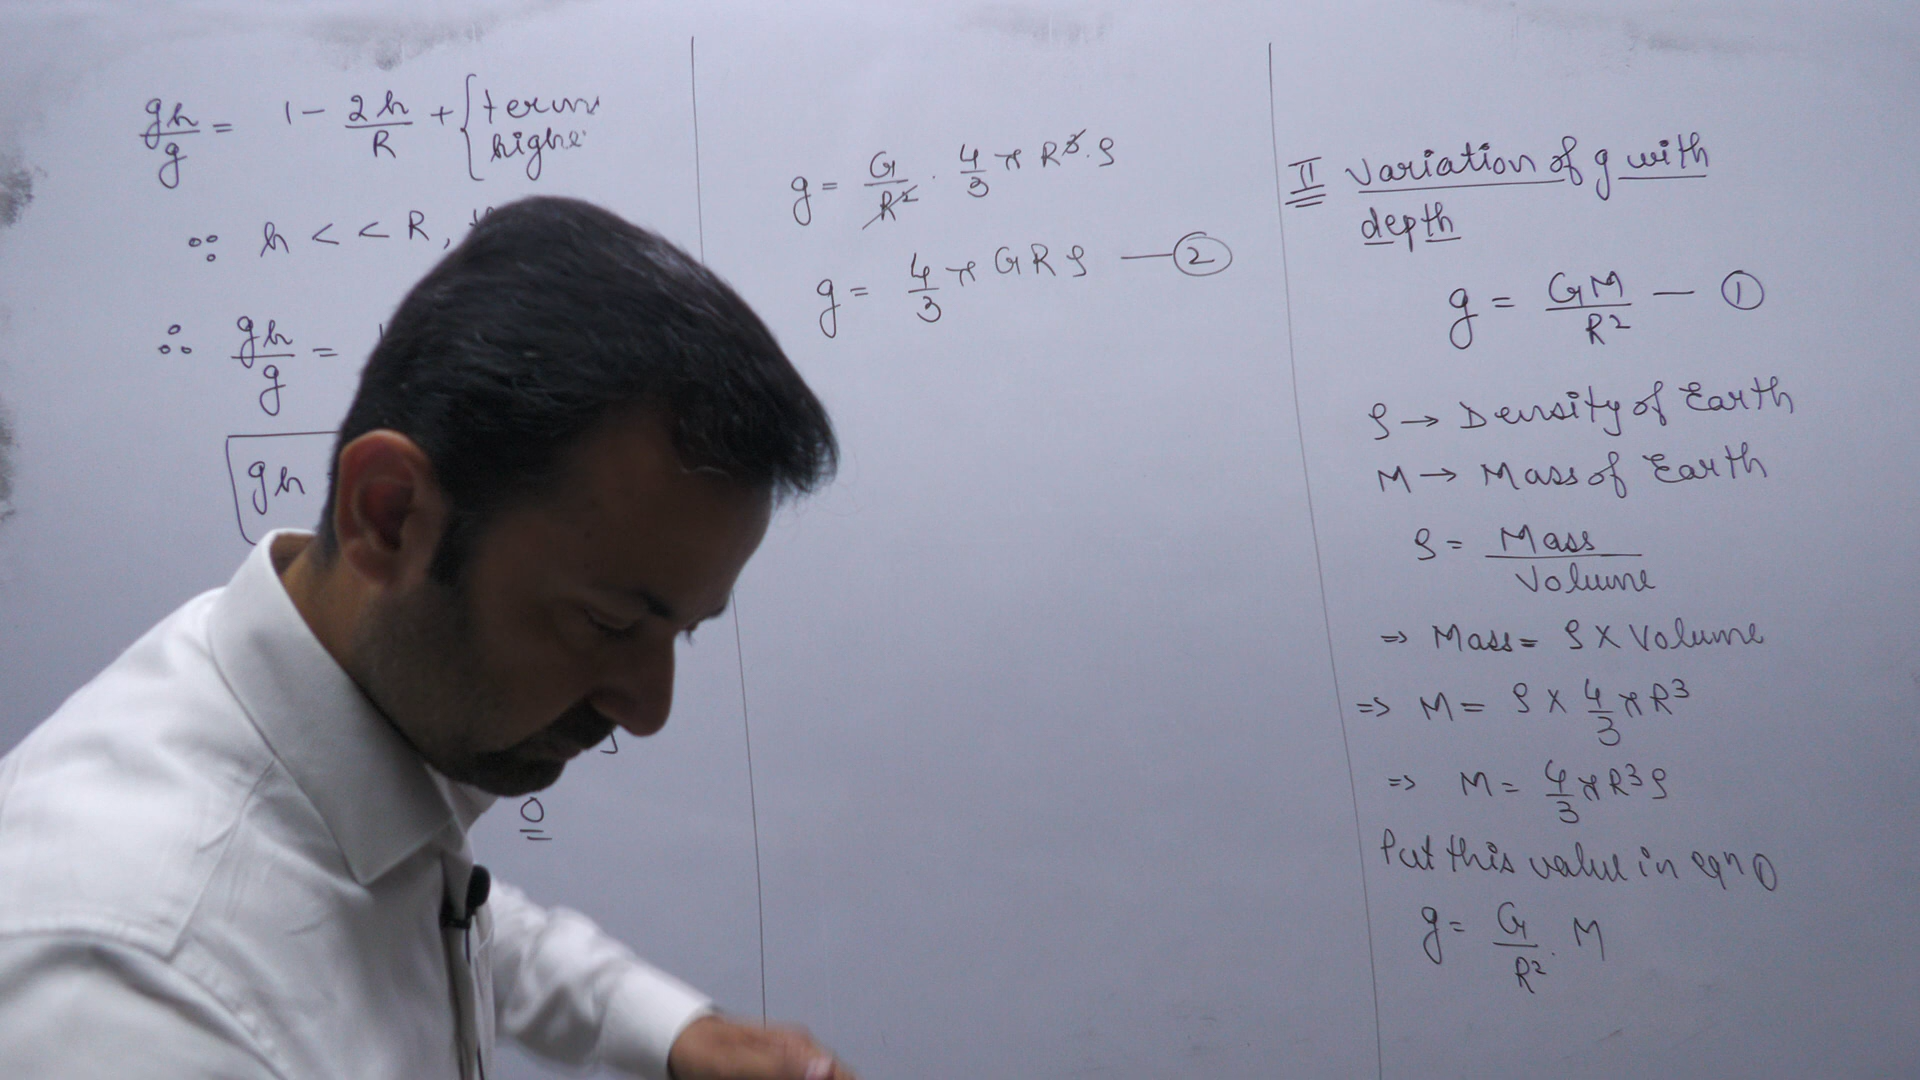 gh/g = 1 - 2h/R + { terms
higher
∵ h < < R,
∴ gh/g =
gh
0
g = G/R² · 4/3 π R³ · ρ
g = 4/3 π G R ρ — ②
II Variation of g with
depth
g = GM/R² — ①
ρ → Density of Earth
M → Mass of Earth
ρ = Mass/Volume
⇒ Mass = ρ × Volume
⇒ M = ρ × 4/3 π R³
⇒ M = 4/3 π R³ ρ
Put this value in eqn ①
g = G/R² · M